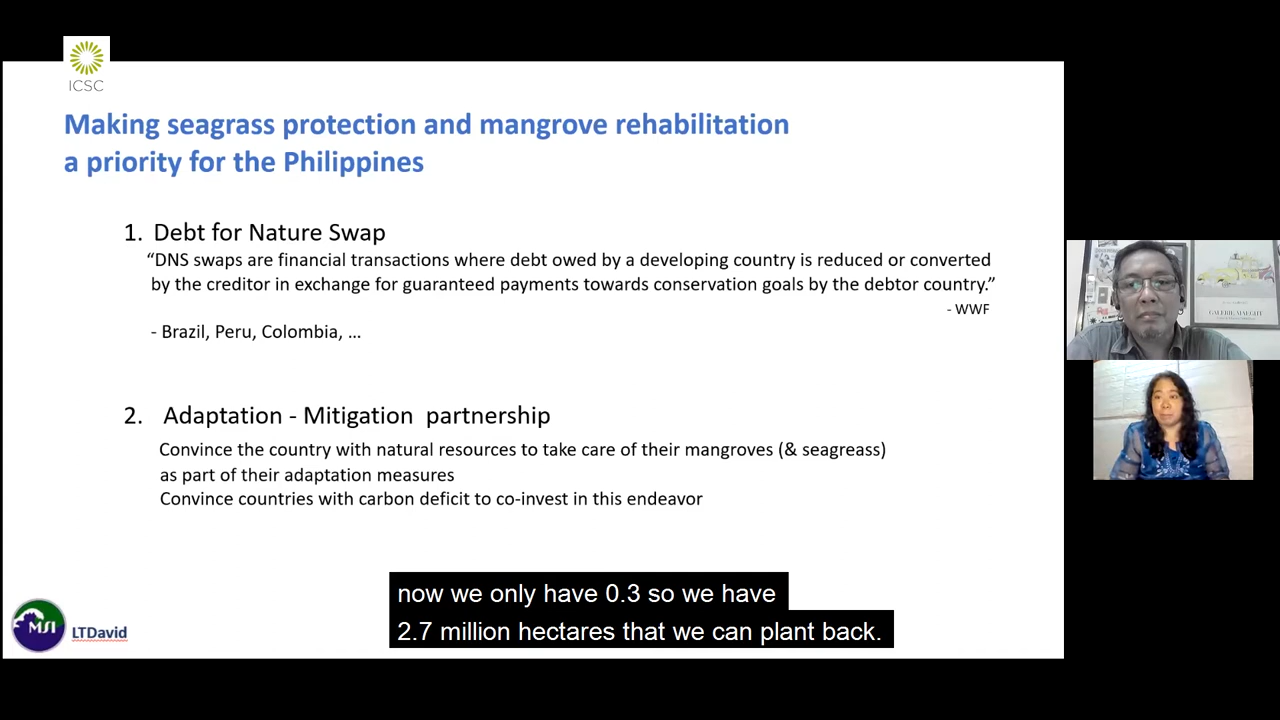 ICSC
Making seagrass protection and mangrove rehabilitation
a priority for the Philippines
1. Debt for Nature Swap
“DNS swaps are financial transactions where debt owed by a developing country is reduced or converted
by the creditor in exchange for guaranteed payments towards conservation goals by the debtor country.”
- WWF
- Brazil, Peru, Colombia, ...
2. Adaptation - Mitigation partnership
Convince the country with natural resources to take care of their mangroves (& seagreass)
as part of their adaptation measures
Convince countries with carbon deficit to co-invest in this endeavor
MSI
LTDavid
now we only have 0.3 so we have
2.7 million hectares that we can plant back.
GALERIE MAEGHT